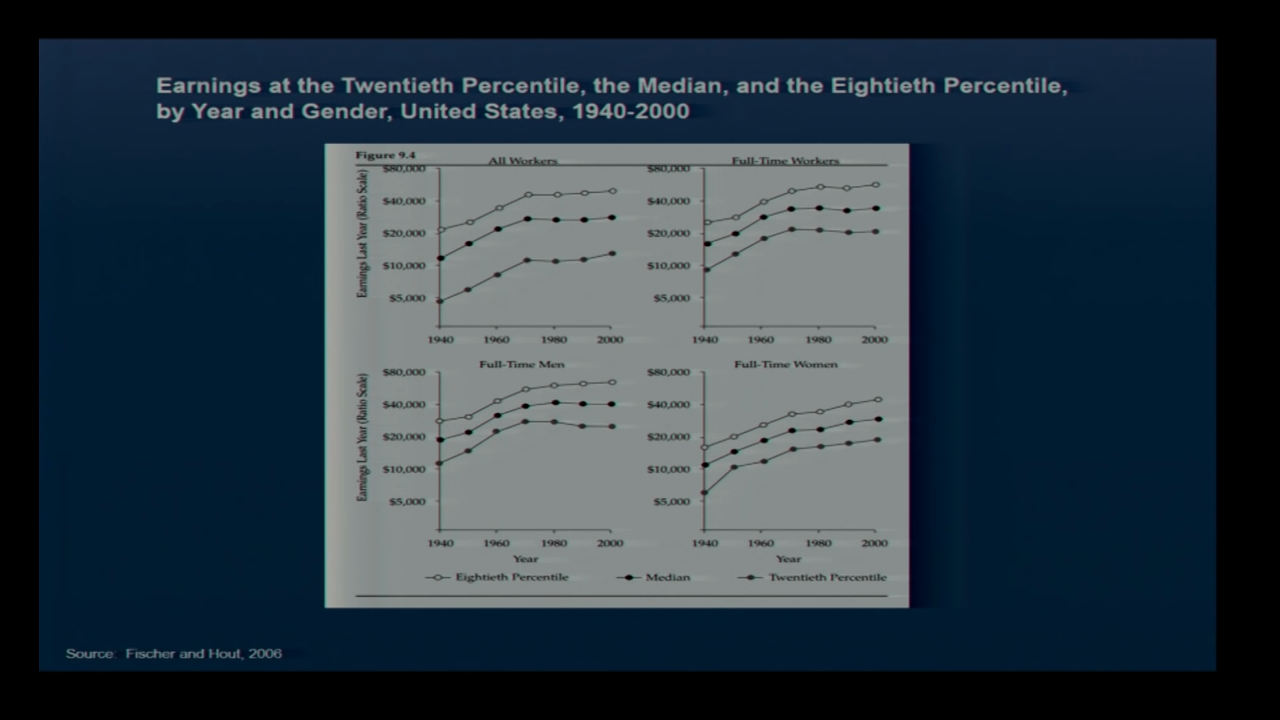 Earnings at the Twentieth Percentile, the Median, and the Eightieth Percentile,
by Year and Gender, United States, 1940-2000
Figure 9.4
All Workers
Full-Time Workers
Earnings Last Year (Ratio Scale)
$80,000
$40,000
$20,000
$10,000
$5,000
1940 1960 1980 2000
$80,000
$40,000
$20,000
$10,000
$5,000
1940 1960 1980 2000
Full-Time Men
Full-Time Women
Earnings Last Year (Ratio Scale)
$80,000
$40,000
$20,000
$10,000
$5,000
1940 1960 1980 2000
Year
$80,000
$40,000
$20,000
$10,000
$5,000
1940 1960 1980 2000
Year
Eightieth Percentile Median Twentieth Percentile
Source: Fischer and Hout, 2006